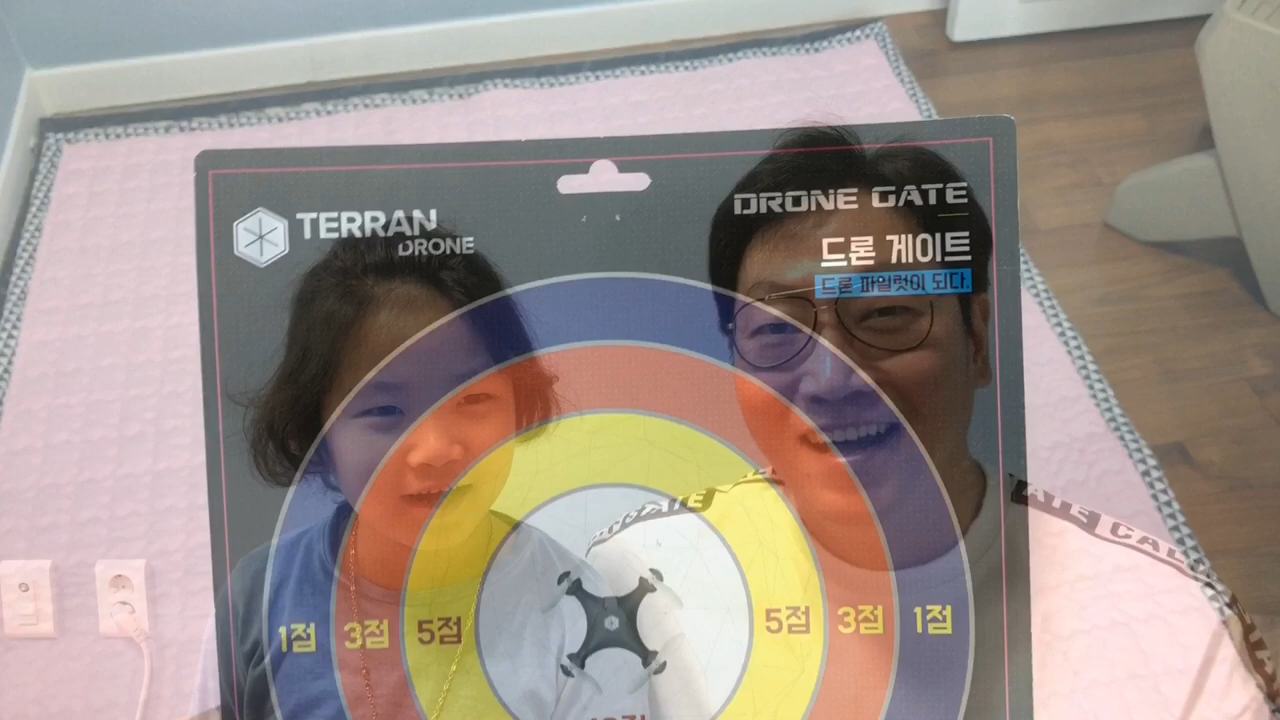 TERRAN
DRONE
DRONE GATE
드론 게이트
드론 파일럿이 되다.
1점 3점 5점
5점 3점 1점